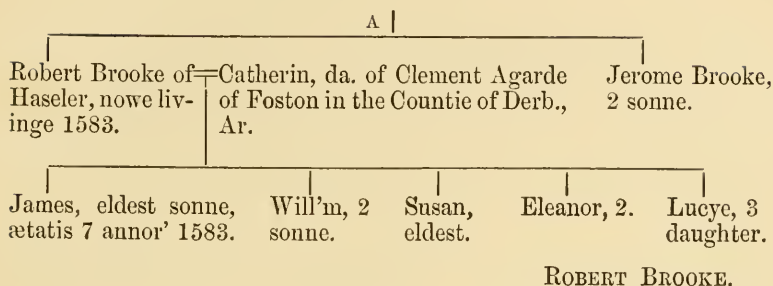 A
Robert Brooke of
Haseler, nowe liv-
inge 1583.
Catherin, da. of Clement Agarde
of Foston in the Countie of Derb.,
Ar.
Jerome Brooke,
2 sonne.
James, eldest sonne,
ætatis 7 annor' 1583.
Will'm, 2
sonne.
Susan,
eldest.
Eleanor, 2.
Lucye, 3
daughter.
ROBERT BROOKE.